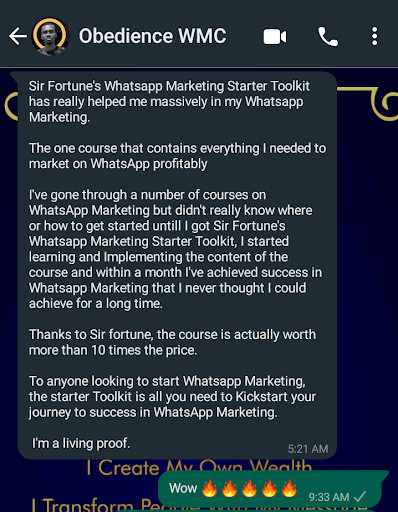 Obedience WMC
Sir Fortune's Whatsapp Marketing Starter Toolkit
has really helped me massively in my Whatsapp
Marketing.
The one course that contains everything I needed to
market on WhatsApp profitably
I've gone through a number of courses on
WhatsApp Marketing but didn't really know where
or how to get started untill I got Sir Fortune's
Whatsapp Marketing Starter Toolkit, I started
learning and Implementing the content of the
course and within a month I've achieved success in
Whatsapp Marketing that I never thought I could
achieve for a long time.
Thanks to Sir fortune, the course is actually worth
more than 10 times the price.
To anyone looking to start Whatsapp Marketing,
the starter Toolkit is all you need to Kickstart your
journey to success in WhatsApp Marketing.
I'm a living proof.
5:21 AM
I Create My Own Wealth
Wow 🔥🔥🔥🔥🔥
9:33 AM
I Transform People With My Message